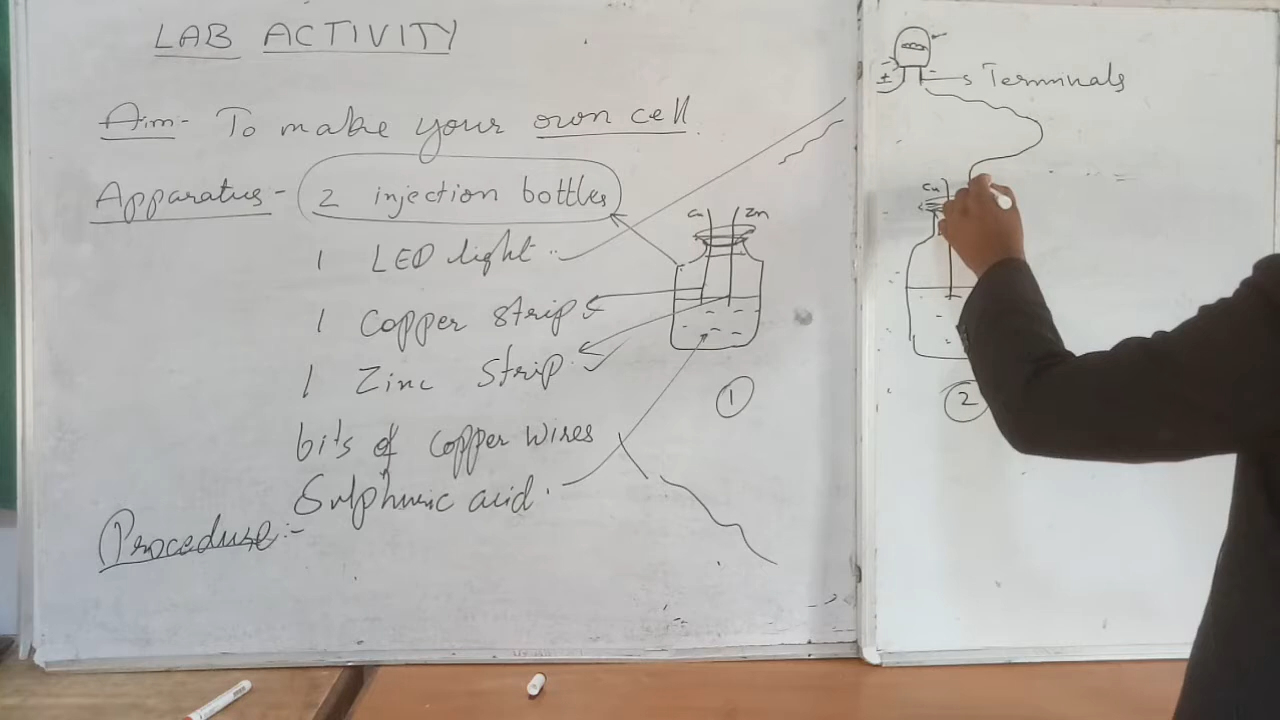 LAB ACTIVITY
Aim- To make your own cell.
Apparatus- 2 injection bottles
1 LED light
1 Copper strip
1 Zinc strip
bits of copper wires
Sulphuric acid.
Procedure:-
Cu Zn
1
+ -
Terminals
Cu
2